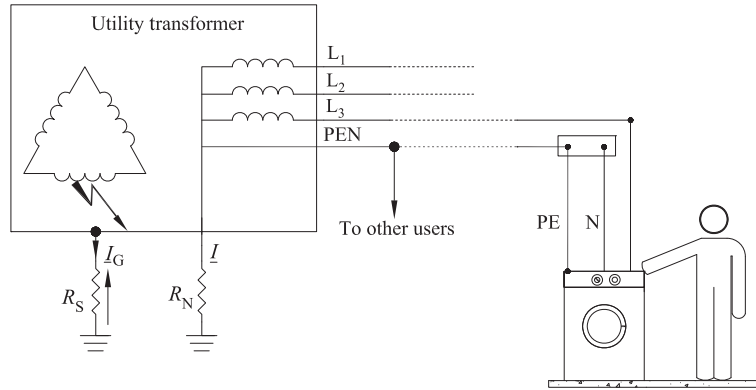 Utility transformer
L1
L2
L3
PEN
To other users
PE N
IG
I
RS
RN